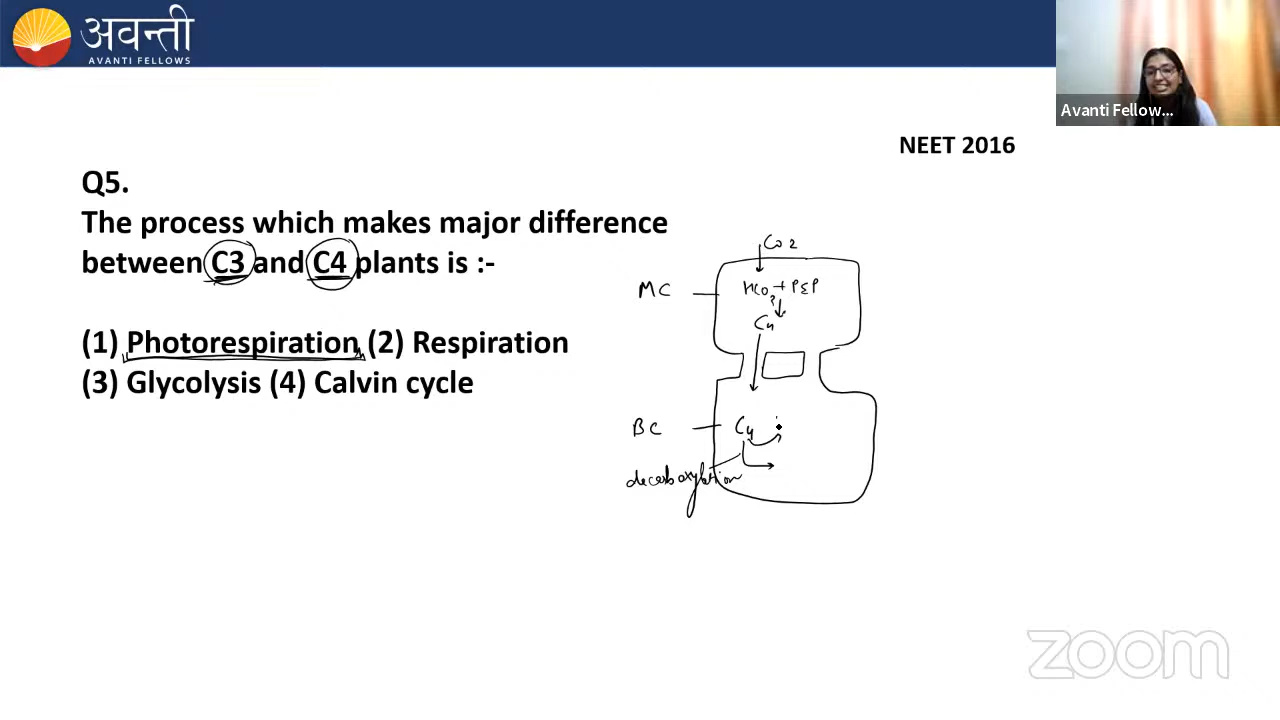 अवन्ती
AVANTI FELLOWS
Avanti Fellow...
NEET 2016
Q5.
The process which makes major difference
between C3 and C4 plants is :-
(1) Photorespiration (2) Respiration
(3) Glycolysis (4) Calvin cycle
CO2
MC
HCO3 + PEP
C4
BC
C4
decarboxylation
zoom